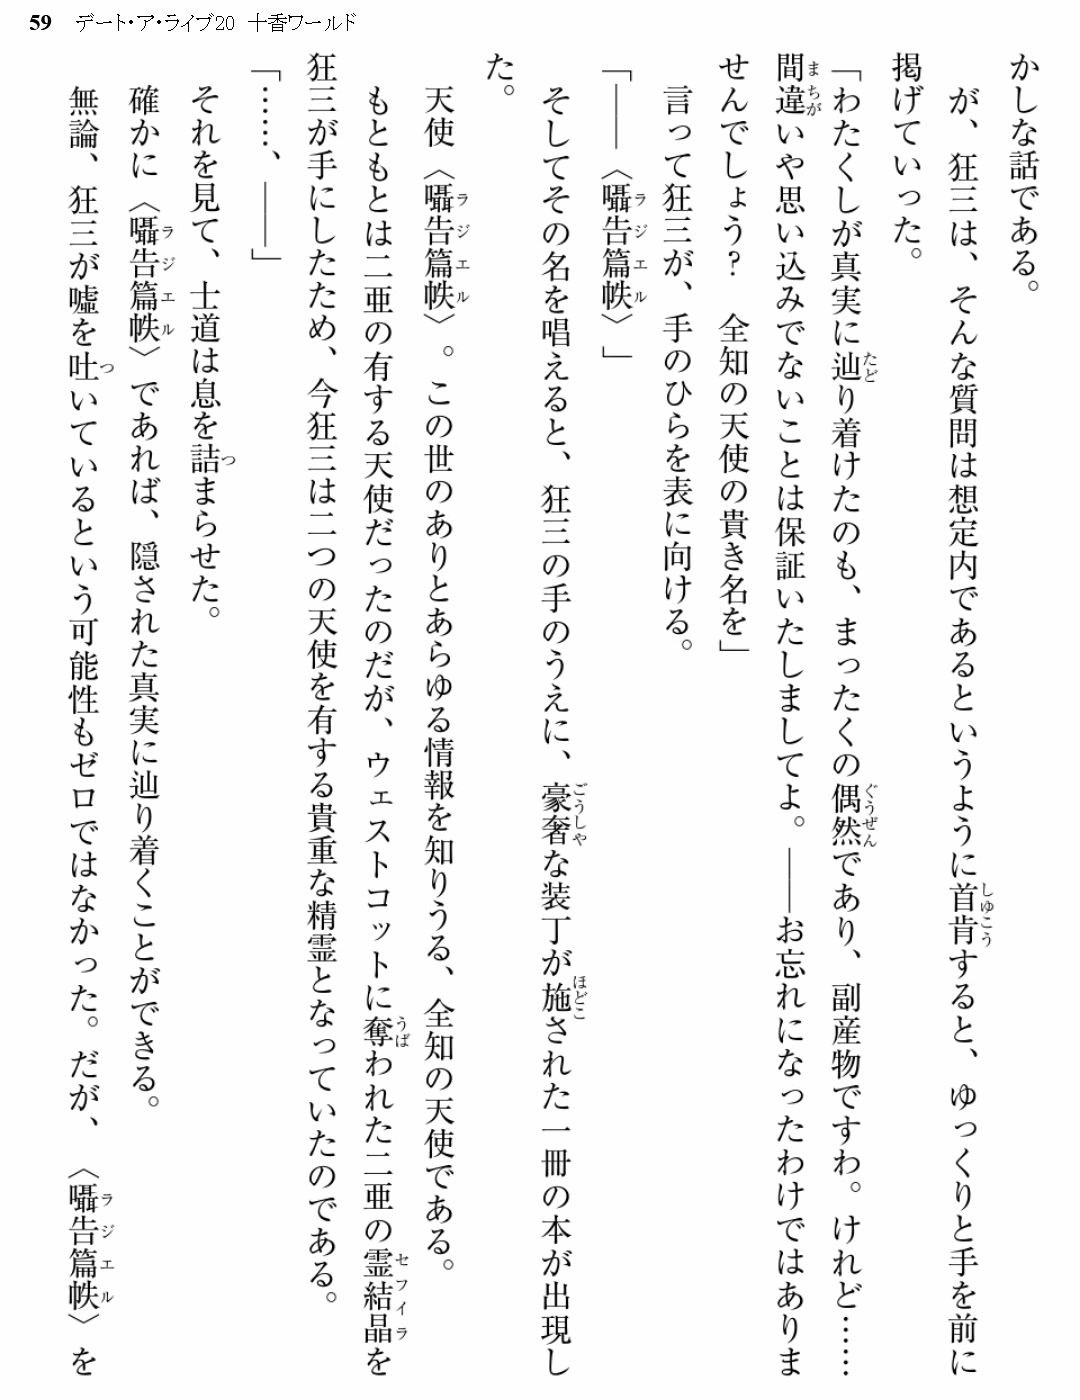 59 デート・ア・ライブ20 十香ワールド
かしな話である。
が、狂三は、そんな質問は想定内であるというように首肯すると、ゆっくりと手を前に
掲げていった。
「わたくしが真実に辿り着けたのも、まったくの偶然であり、副産物ですわ。けれど……
間違いや思い込みでないことは保証いたしましてよ。――お忘れになったわけではありま
せんでしょう？　全知の天使の貴き名を」
言って狂三が、手のひらを表に向ける。
「――〈囁告篇帙〉」
そしてその名を唱えると、狂三の手のうえに、豪奢な装丁が施された一冊の本が出現し
た。
天使〈囁告篇帙〉。この世のありとあらゆる情報を知りうる、全知の天使である。
もともとは二亜の有する天使だったのだが、ウェストコットに奪われた二亜の霊結晶を
狂三が手にしたため、今狂三は二つの天使を有する貴重な精霊となっていたのである。
「……、――」
それを見て、士道は息を詰まらせた。
確かに〈囁告篇帙〉であれば、隠された真実に辿り着くことができる。
無論、狂三が嘘を吐いているという可能性もゼロではなかった。だが、〈囁告篇帙〉を